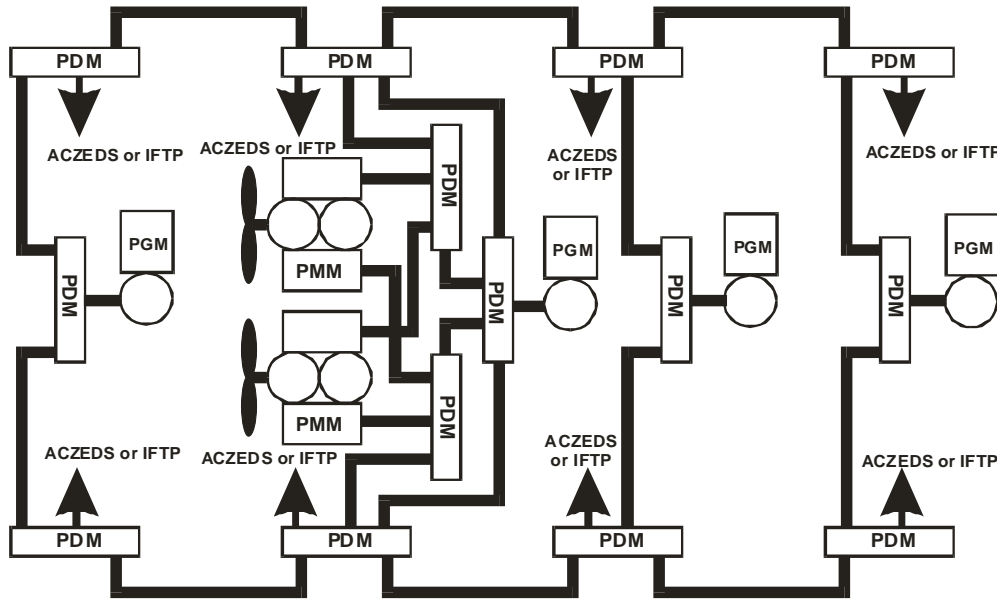 PDM PDM PDM PDM
ACZEDS or IFTP
ACZEDS or IFTP
ACZEDS
or IFTP
ACZEDS or IFTP
PDM
PGM
PMM
PDM
PGM
PGM
PGM
PDM
PDM
PDM
PDM
PMM
PDM
ACZEDS or IFTP
ACZEDS or IFTP
ACZEDS
or IFTP
ACZEDS or IFTP
PDM PDM PDM PDM